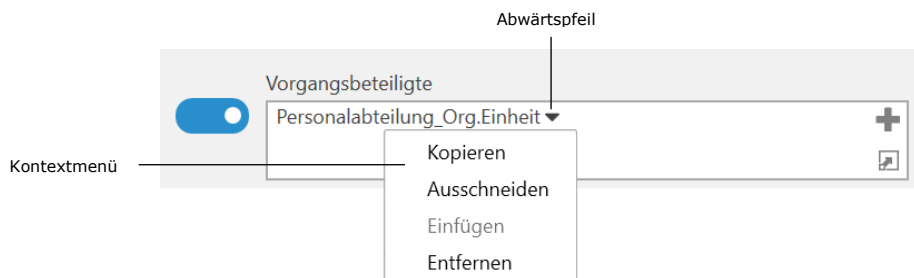 Abwärtspfeil
Vorgangsbeteiligte
Personalabteilung_Org.Einheit
Kontextmenü
Kopieren
Ausschneiden
Einfügen
Entfernen